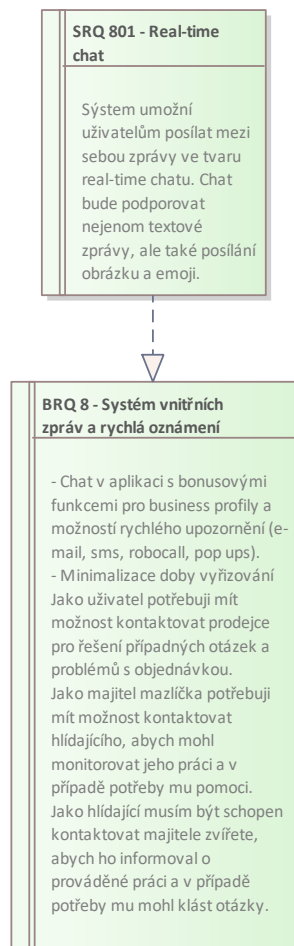 SRQ 801 - Real-time
chat
Sýstem umožní
uživatelům posílat mezi
sebou zprávy ve tvaru
real-time chatu. Chat
bude podporovat
nejenom textové
zprávy, ale také posílání
obrázku a emoji.
BRQ 8 - Systém vnitřních
zpráv a rychlá oznámení
- Chat v aplikaci s bonusovými
funkcemi pro business profily a
možností rychlého upozornění (e-
mail, sms, robocall, pop ups).
- Minimalizace doby vyřizování
Jako uživatel potřebuji mít
možnost kontaktovat prodejce
pro řešení případných otázek a
problémů s objednávkou.
Jako majitel mazlíčka potřebuji
mít možnost kontaktovat
hlídajícího, abych mohl
monitorovat jeho práci a v
případě potřeby mu pomoci.
Jako hlídající musím být schopen
kontaktovat majitele zvířete,
abych ho informoval o
prováděné práci a v případě
potřeby mu mohl klást otázky.